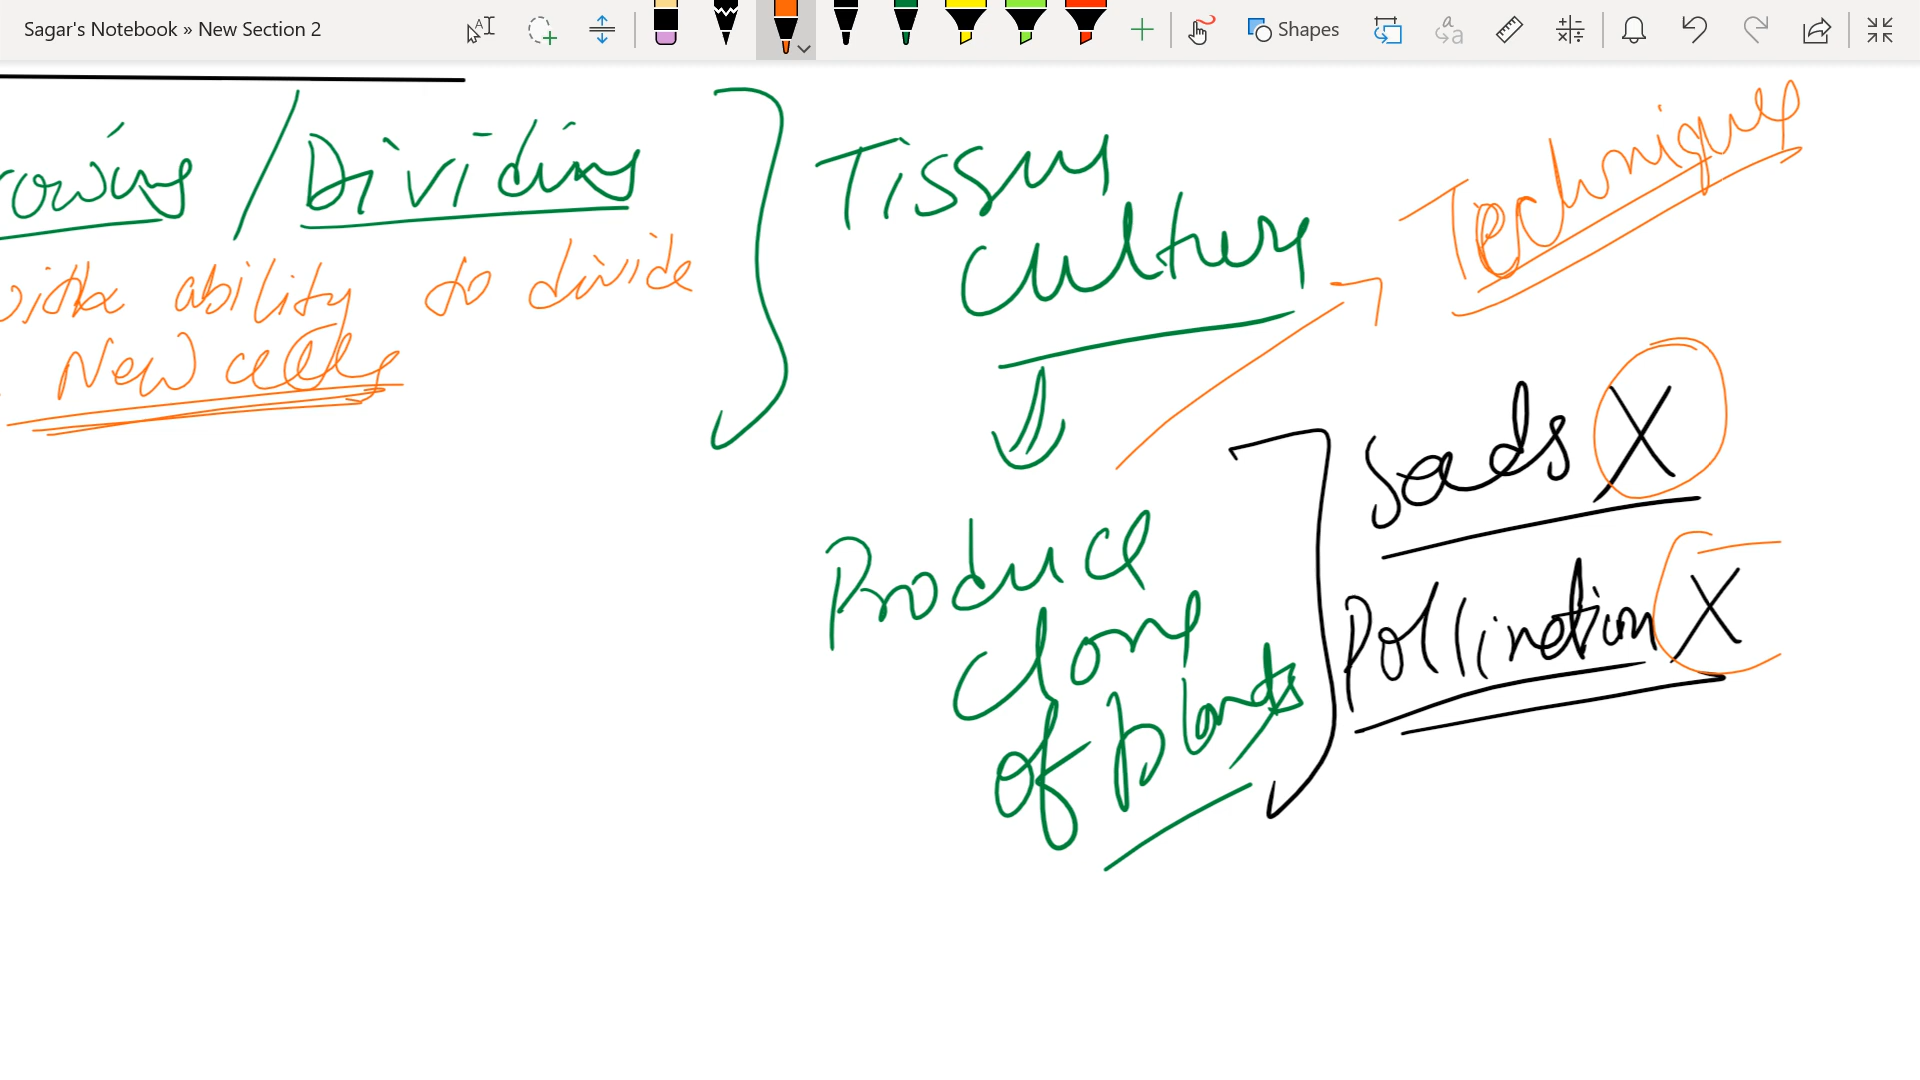 Sagar's Notebook » New Section 2
Shapes
rowing / Dividing
with ability to divide
New cells
Tissue
Culture
Technique
Produce
clone
of plants
Seeds X
Pollination X